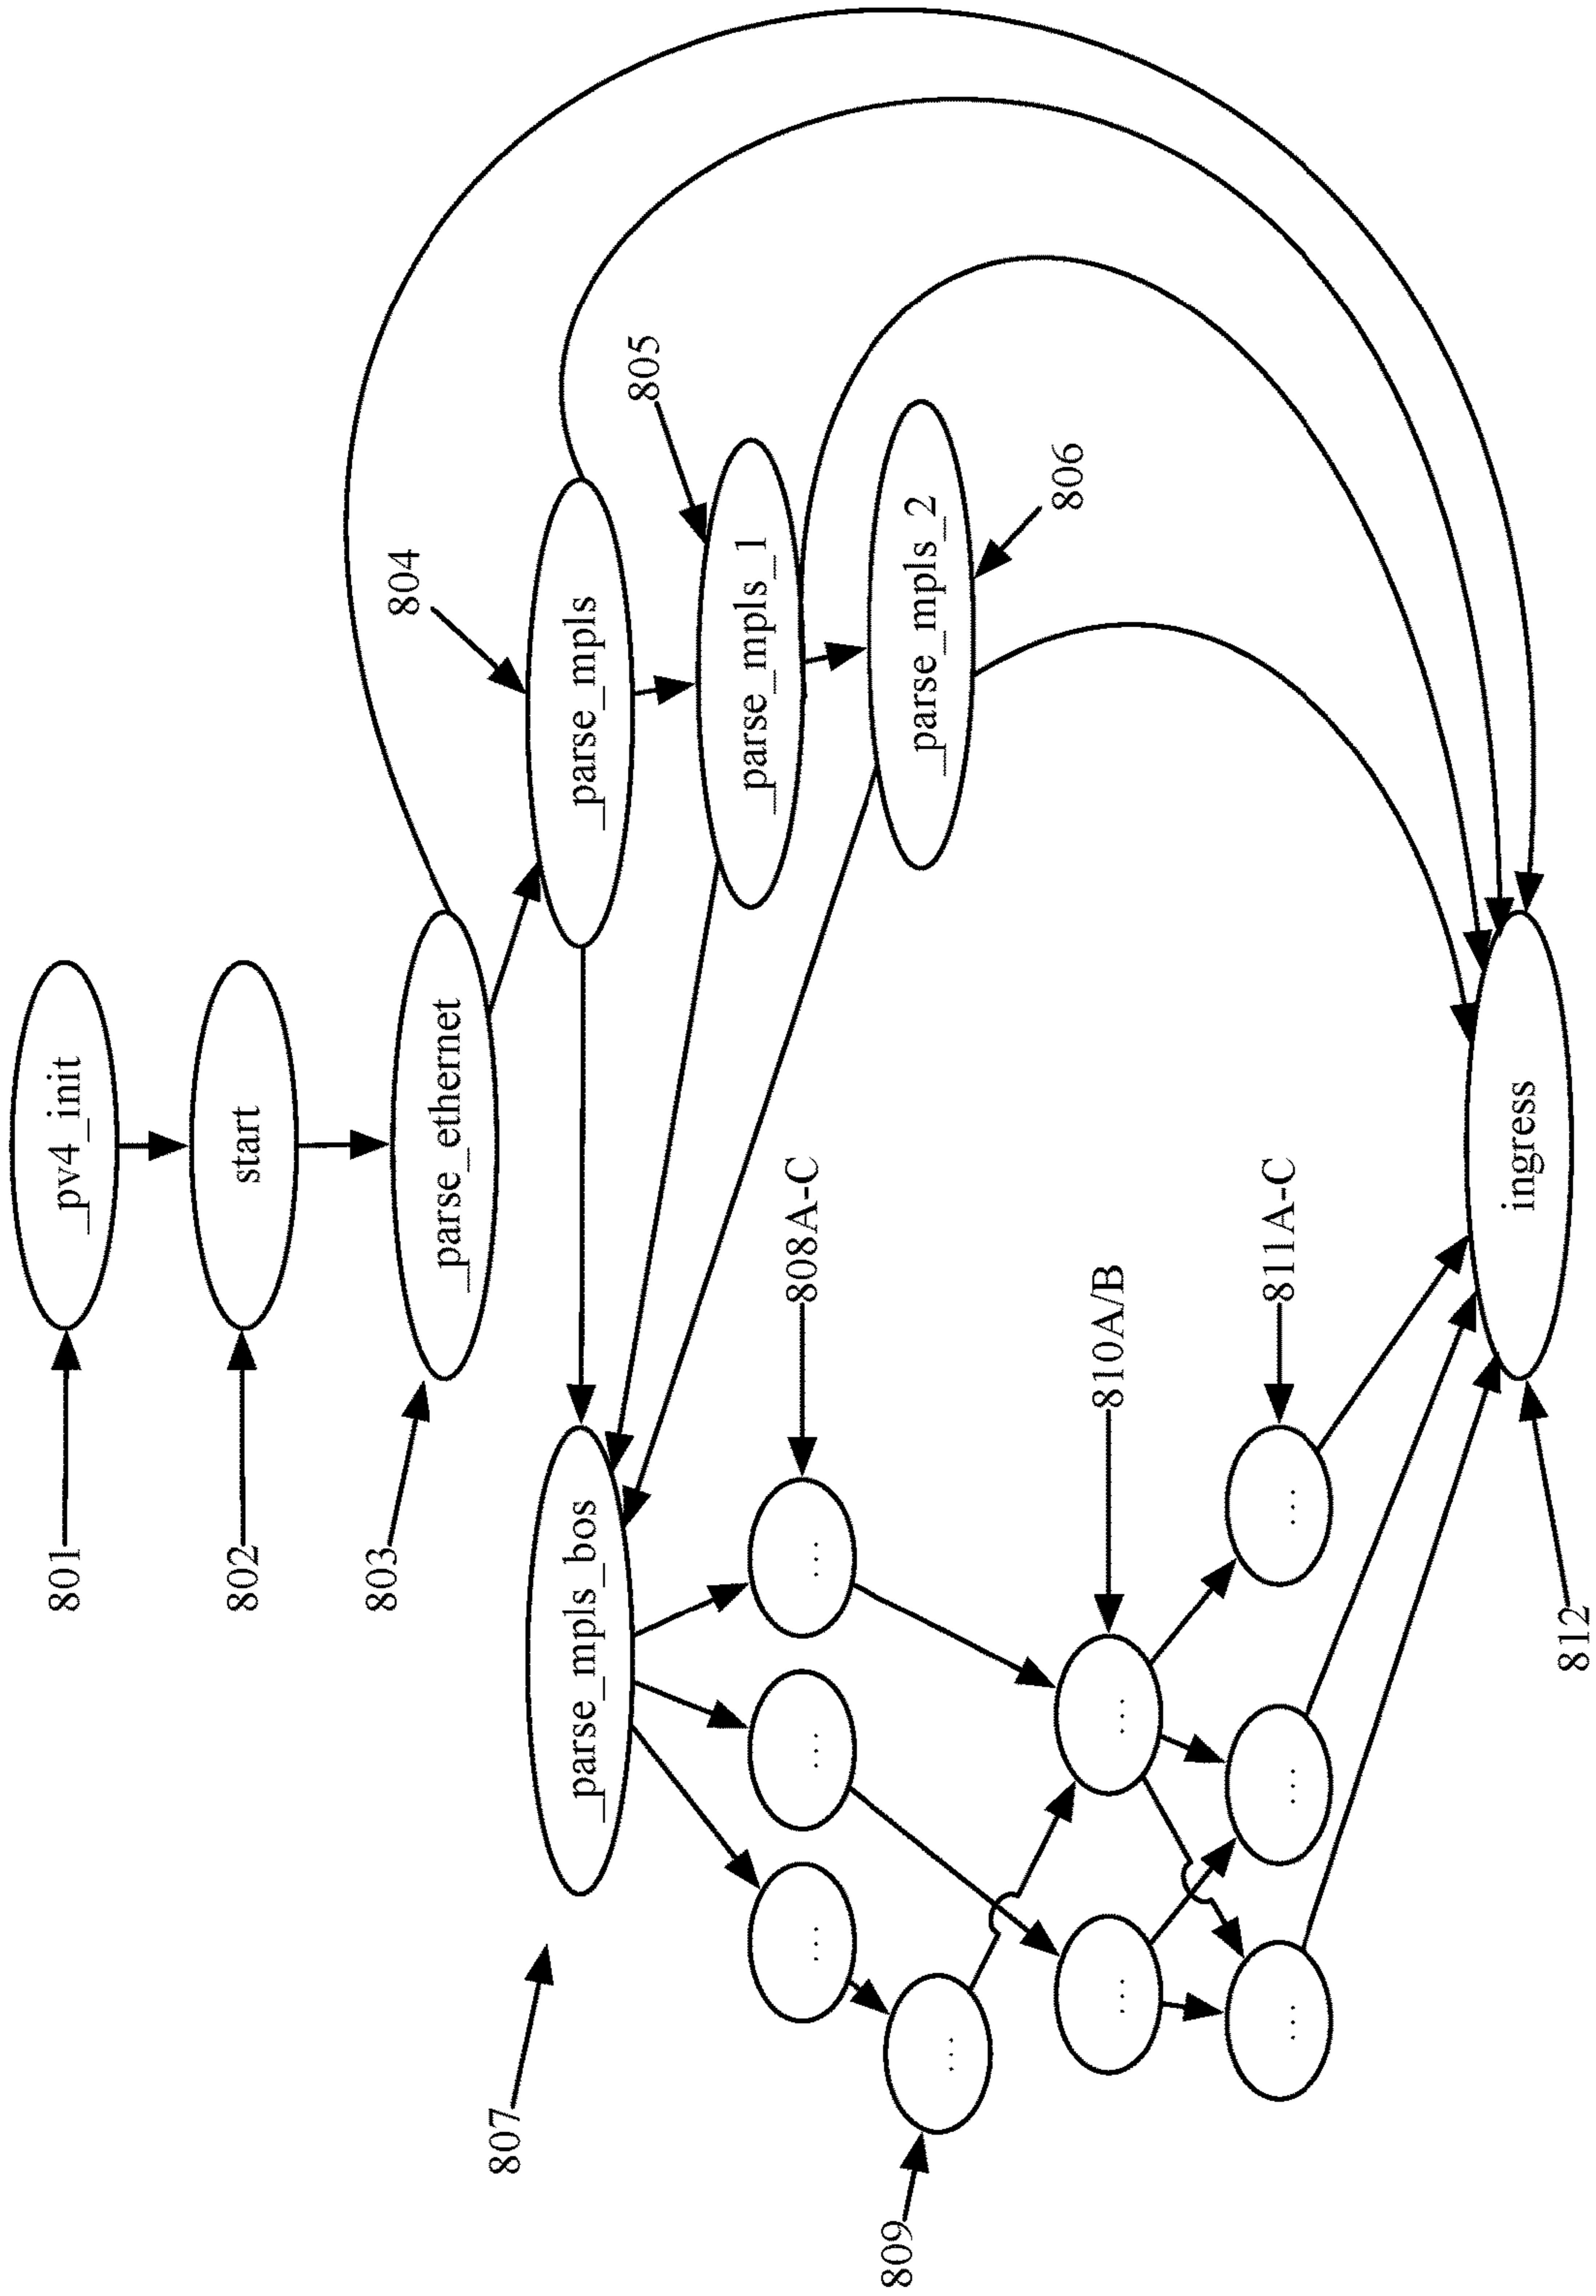 801
_pv4_init
802
start
803
_parse_ethernet
804
_parse_mpls
805
_parse_mpls_1
806
_parse_mpls_2
807
_parse_mpls_bos
808A-C
...
...
...
809
...
810A/B
...
...
811A-C
...
...
...
812
ingress